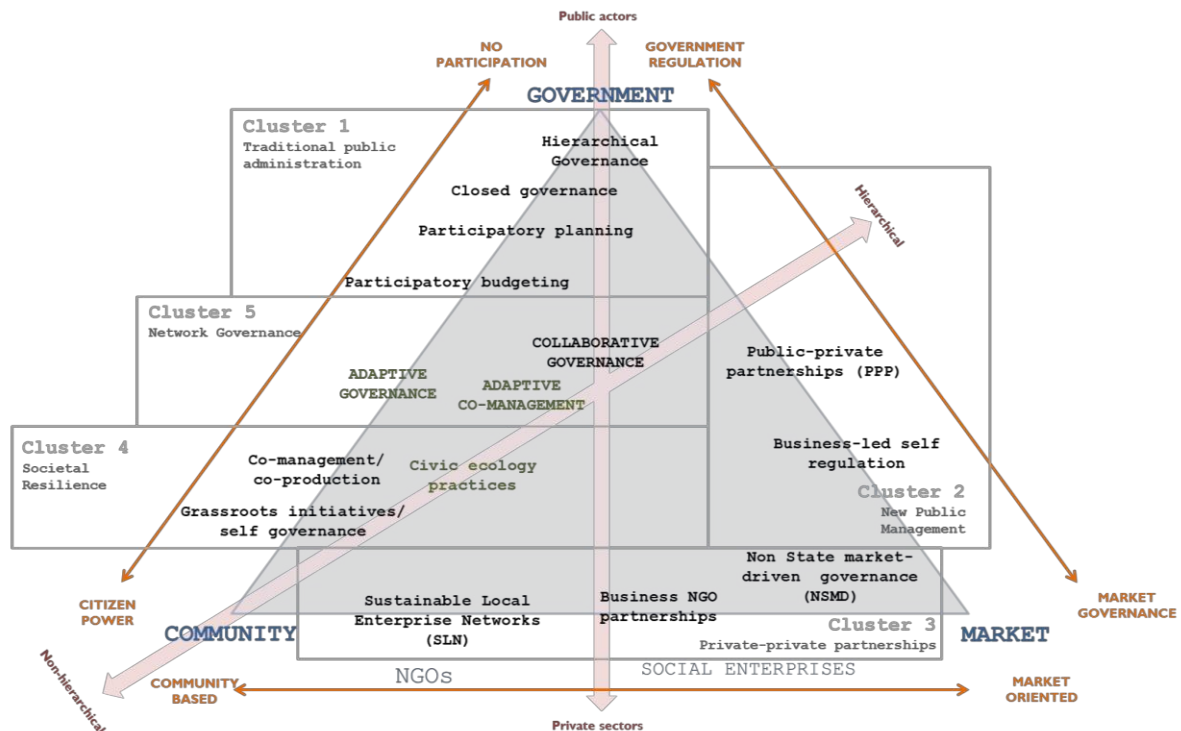 Public actors
NO
PARTICIPATION
GOVERNMENT
REGULATION
GOVERNMENT
Cluster 1
Traditional public
administration
Hierarchical
Governance
Closed governance
Participatory planning
Participatory budgeting
Hierarchical
Cluster 5
Network Governance
COLLABORATIVE
GOVERNANCE
ADAPTIVE
GOVERNANCE
ADAPTIVE
CO-MANAGEMENT
Public-private
partnerships (PPP)
Cluster 4
Societal
Resilience
Co-management/
co-production
Civic ecology
practices
Grassroots initiatives/
self governance
Business-led self
regulation
Cluster 2
New Public
Management
Non State market-
driven governance
(NSMD)
Sustainable Local
Enterprise Networks
(SLN)
Business NGO
partnerships
Cluster 3
Private-private partnerships
CITIZEN
POWER
COMMUNITY
MARKET
MARKET
GOVERNANCE
Non-hierarchical
COMMUNITY
BASED
NGOs
SOCIAL ENTERPRISES
MARKET
ORIENTED
Private sectors